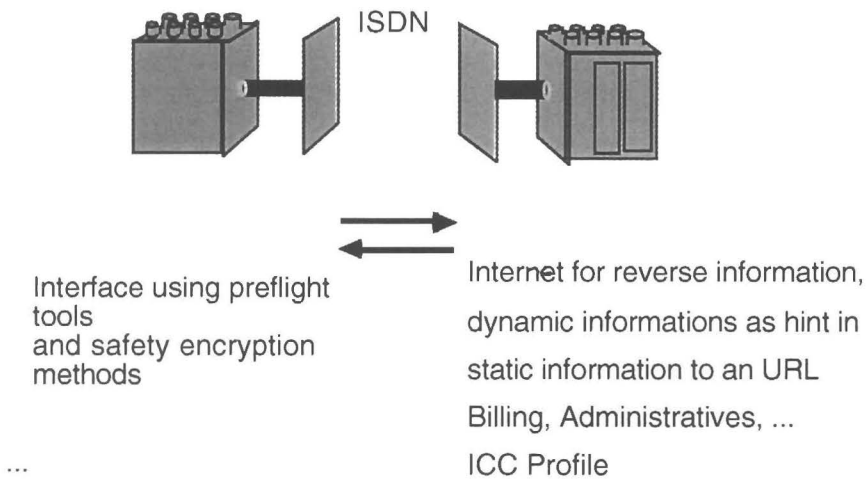 ISDN
Interface using preflight
tools
and safety encryption
methods
Internet for reverse information,
dynamic informations as hint in
static information to an URL
Billing, Administratives, ...
ICC Profile
...